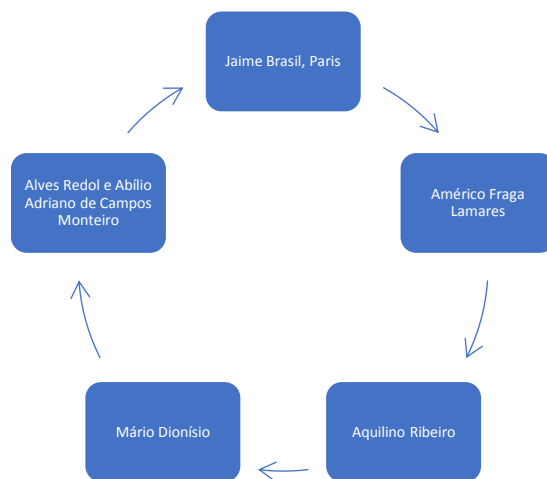 Jaime Brasil, Paris
Américo Fraga
Lamares
Aquilino Ribeiro
Mário Dionísio
Alves Redol e Abílio
Adriano de Campos
Monteiro